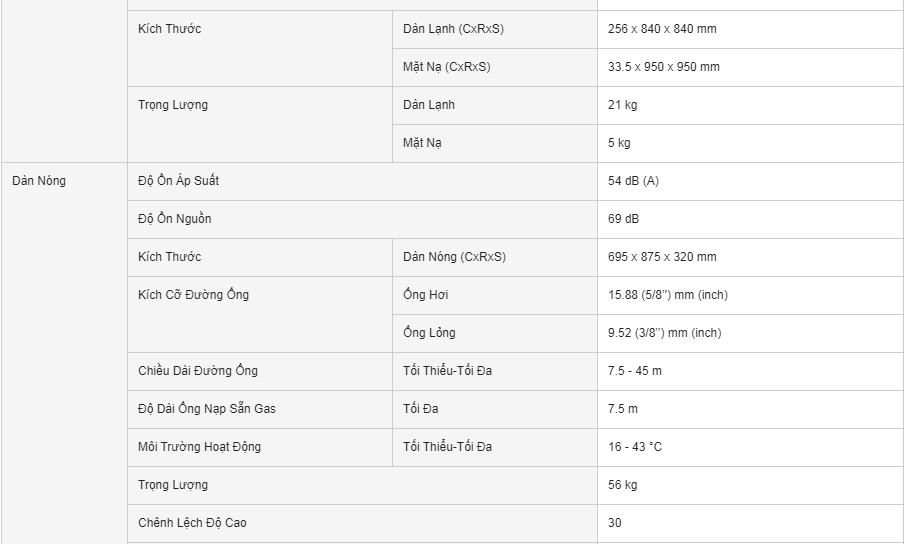 Kích Thước Dàn Lạnh (CxRxS) 256 x 840 x 840 mm
Mặt Nạ (CxRxS) 33.5 x 950 x 950 mm
Trọng Lượng Dàn Lạnh 21 kg
Mặt Nạ 5 kg
Dàn Nóng Độ Ồn Áp Suất 54 dB (A)
Độ Ồn Nguồn 69 dB
Kích Thước Dàn Nóng (CxRxS) 695 x 875 x 320 mm
Kích Cỡ Đường Ống Ống Hơi 15.88 (5/8”) mm (inch)
Ống Lỏng 9.52 (3/8”) mm (inch)
Chiều Dài Đường Ống Tối Thiểu-Tối Đa 7.5 - 45 m
Độ Dài Ống Nạp Sẵn Gas Tối Đa 7.5 m
Môi Trường Hoạt Động Tối Thiểu-Tối Đa 16 - 43 °C
Trọng Lượng 56 kg
Chênh Lệch Độ Cao 30